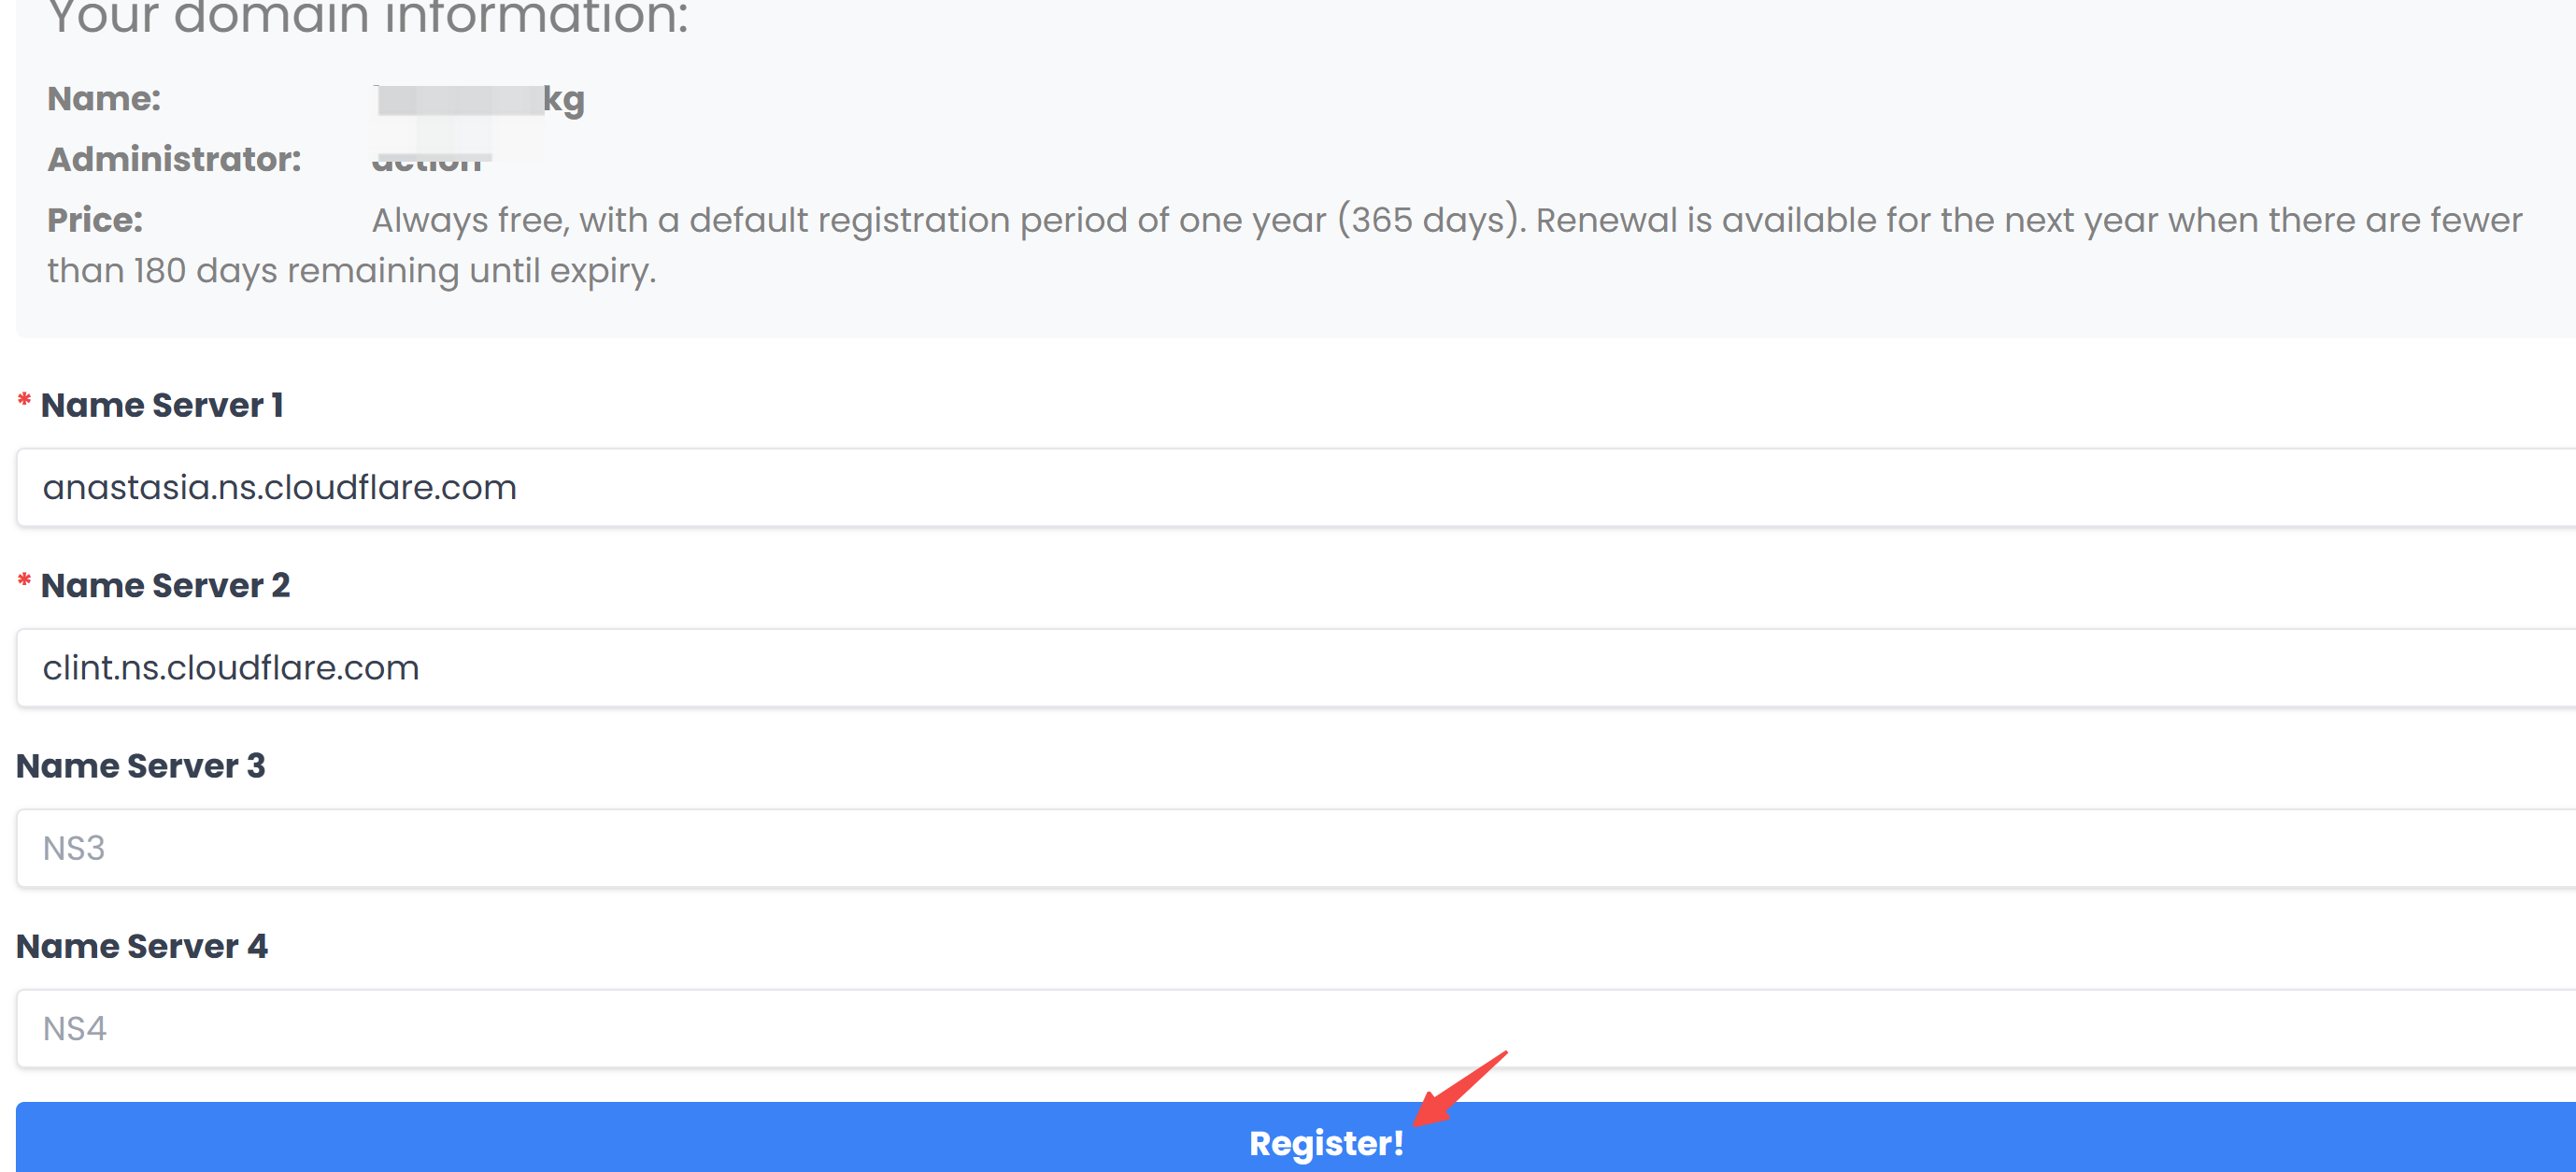 Your domain information:
Name: kg
Administrator:
Price: Always free, with a default registration period of one year (365 days). Renewal is available for the next year when there are fewer
than 180 days remaining until expiry.
* Name Server 1
anastasia.ns.cloudflare.com
* Name Server 2
clint.ns.cloudflare.com
Name Server 3
NS3
Name Server 4
NS4
Register!